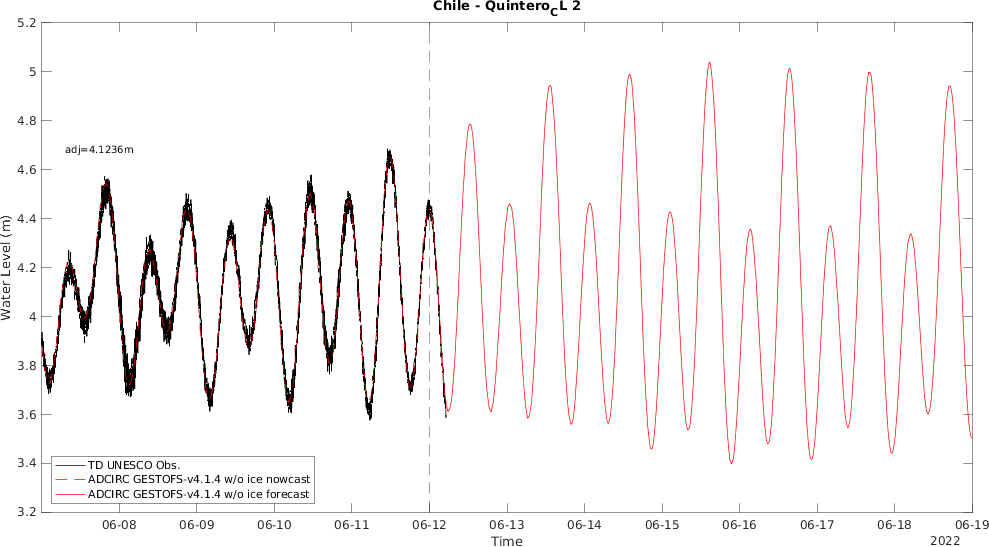 Chile - Quintero_CL 2
5.2
5
4.8
4.6
4.4
4.2
4
3.8
3.6
3.4
3.2
Water Level (m)
adj=4.1236m
TD UNESCO Obs.
ADCIRC GESTOFS-v4.1.4 w/o ice nowcast
ADCIRC GESTOFS-v4.1.4 w/o ice forecast
06-08 06-09 06-10 06-11 06-12 06-13 06-14 06-15 06-16 06-17 06-18 06-19
Time
2022